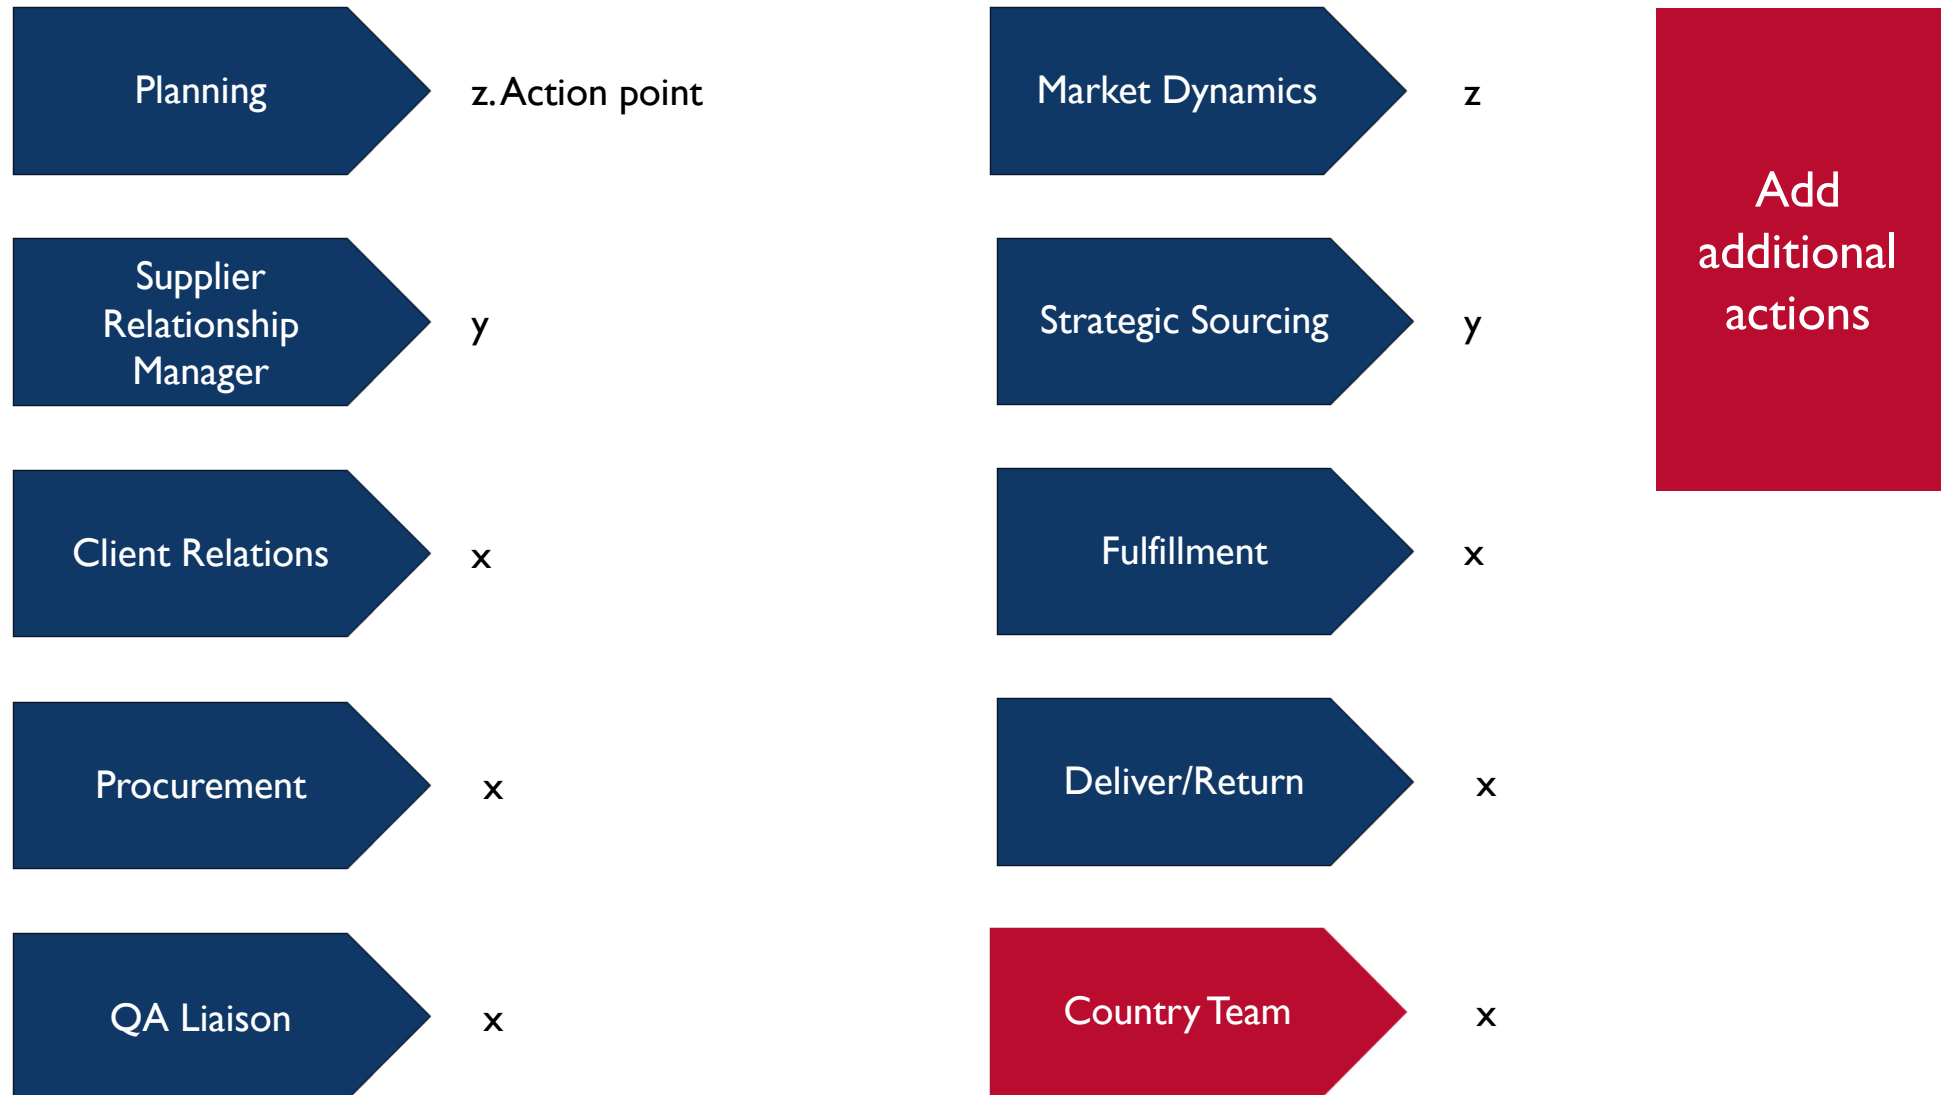 Planning
z. Action point
Supplier
Relationship
Manager
y
Client Relations
x
Procurement
x
QA Liaison
x
Market Dynamics
z
Strategic Sourcing
y
Fulfillment
x
Deliver/Return
x
Country Team
x
Add
additional
actions